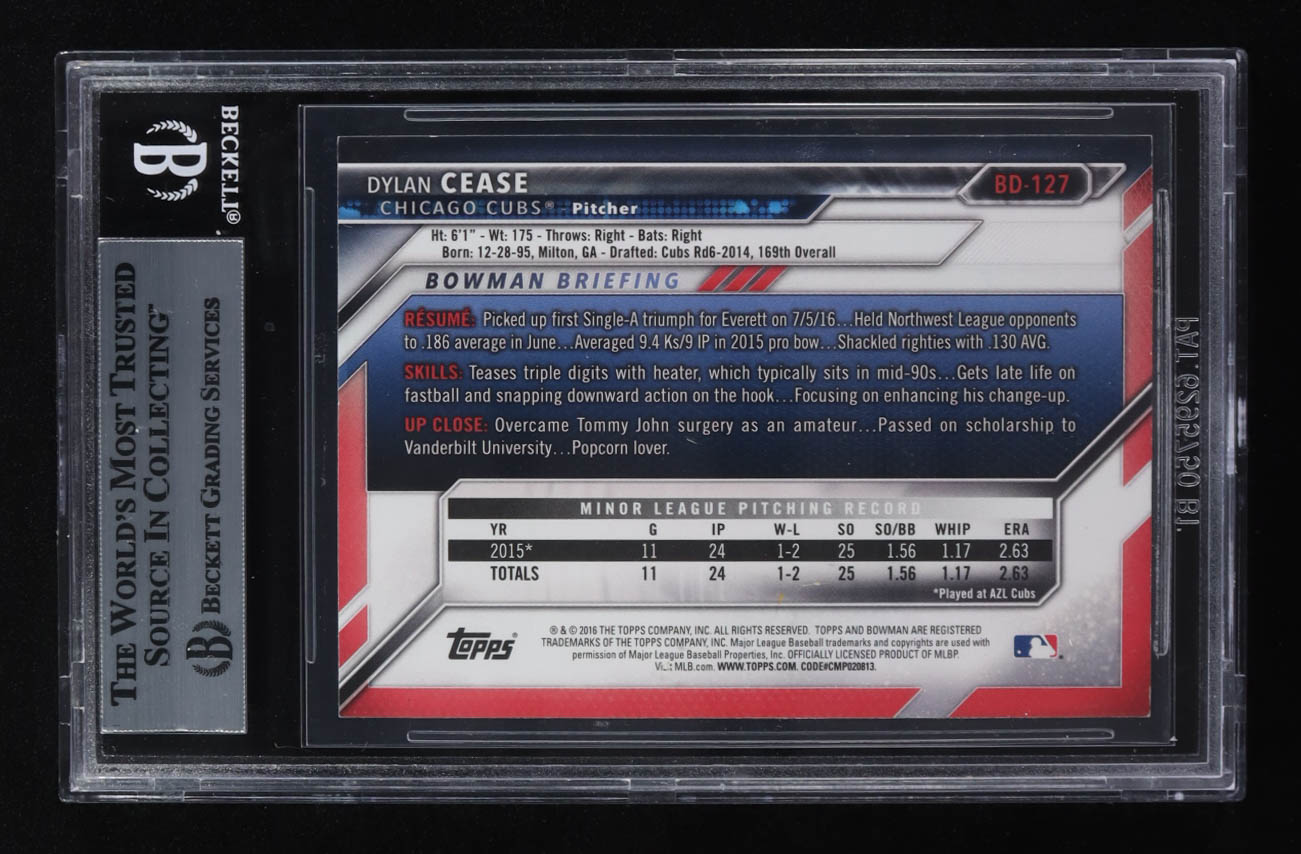 BECKETT®
B
THE WORLD'S MOST TRUSTED
SOURCE IN COLLECTING™
B BECKETT GRADING SERVICES
DYLAN CEASE
BD-127
CHICAGO CUBS® - Pitcher
Ht: 6'1" - Wt: 175 - Throws: Right - Bats: Right
Born: 12-28-95, Milton, GA - Drafted: Cubs Rd6-2014, 169th Overall
BOWMAN BRIEFING
RÉSUMÉ: Picked up first Single-A triumph for Everett on 7/5/16...Held Northwest League opponents
to .186 average in June...Averaged 9.4 Ks/9 IP in 2015 pro bow...Shackled righties with .130 AVG.
SKILLS: Teases triple digits with heater, which typically sits in mid-90s...Gets late life on
fastball and snapping downward action on the hook...Focusing on enhancing his change-up.
UP CLOSE: Overcame Tommy John surgery as an amateur...Passed on scholarship to
Vanderbilt University...Popcorn lover.
MINOR LEAGUE PITCHING RECORD
YR G IP W-L SO SO/BB WHIP ERA
2015* 11 24 1-2 25 1.56 1.17 2.63
TOTALS 11 24 1-2 25 1.56 1.17 2.63
*Played at AZL Cubs
Topps®
® & © 2016 THE TOPPS COMPANY, INC. ALL RIGHTS RESERVED. TOPPS AND BOWMAN ARE REGISTERED
TRADEMARKS OF THE TOPPS COMPANY, INC. Major League Baseball trademarks and copyrights are used with
permission of Major League Baseball Properties, Inc. OFFICIALLY LICENSED PRODUCT OF MLBP.
Visit MLB.com. WWW.TOPPS.COM. CODE#CMP020813.